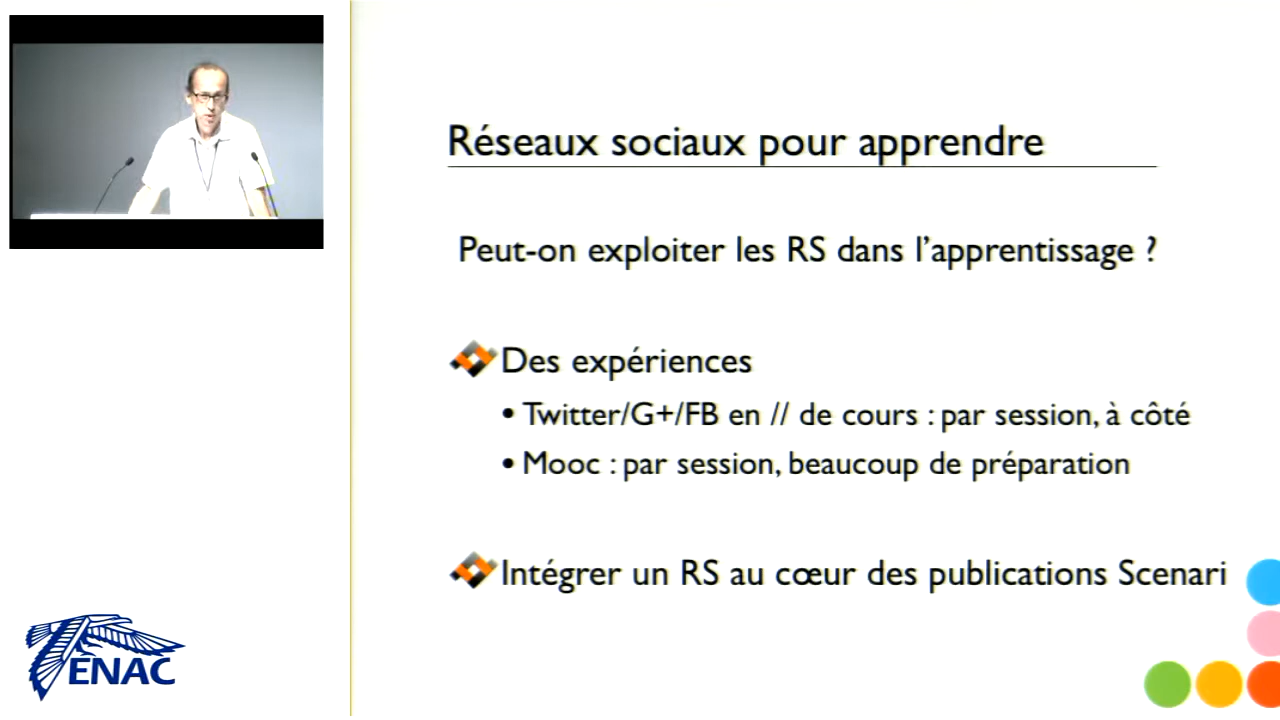 Réseaux sociaux pour apprendre
Peut-on exploiter les RS dans l’apprentissage ?
Des expériences
• Twitter/G+/FB en // de cours : par session, à côté
• Mooc : par session, beaucoup de préparation
Intégrer un RS au cœur des publications Scenari
ENAC